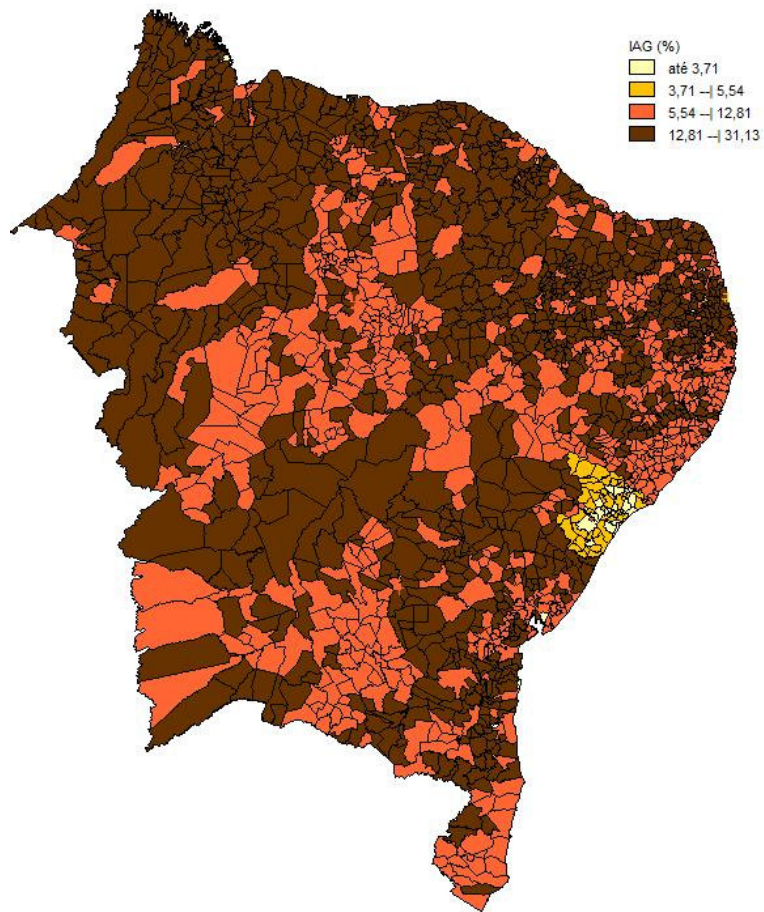 IAG (%)
até 3,71
3,71 --| 5,54
5,54 --| 12,81
12,81 --| 31,13